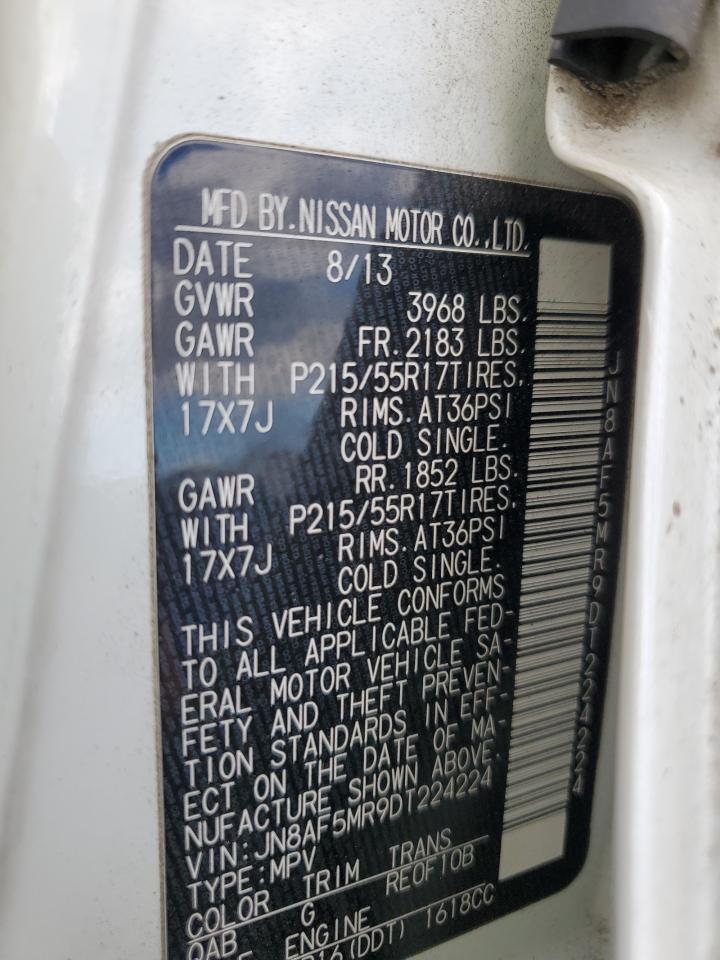 MFD BY.NISSAN MOTOR CO.,LTD.
DATE 8/13
GVWR 3968 LBS.
GAWR FR.2183 LBS.
WITH P215/55R17TIRES.
17X7J RIMS.AT36PSI
COLD SINGLE.
GAWR RR.1852 LBS.
WITH P215/55R17TIRES.
17X7J RIMS.AT36PSI
COLD SINGLE.
THIS VEHICLE CONFORMS
TO ALL APPLICABLE FED-
ERAL MOTOR VEHICLE SA-
FETY AND THEFT PREVEN-
TION STANDARDS IN EFF-
ECT ON THE DATE OF MA-
NUFACTURE SHOWN ABOVE.
VIN:JN8AF5MR9DT224224
TYPE:MPV
COLOR TRIM TRANS
QAB G RE0F10B
ENGINE
(DDT) 1618CC
JN8AF5MR9DT224224